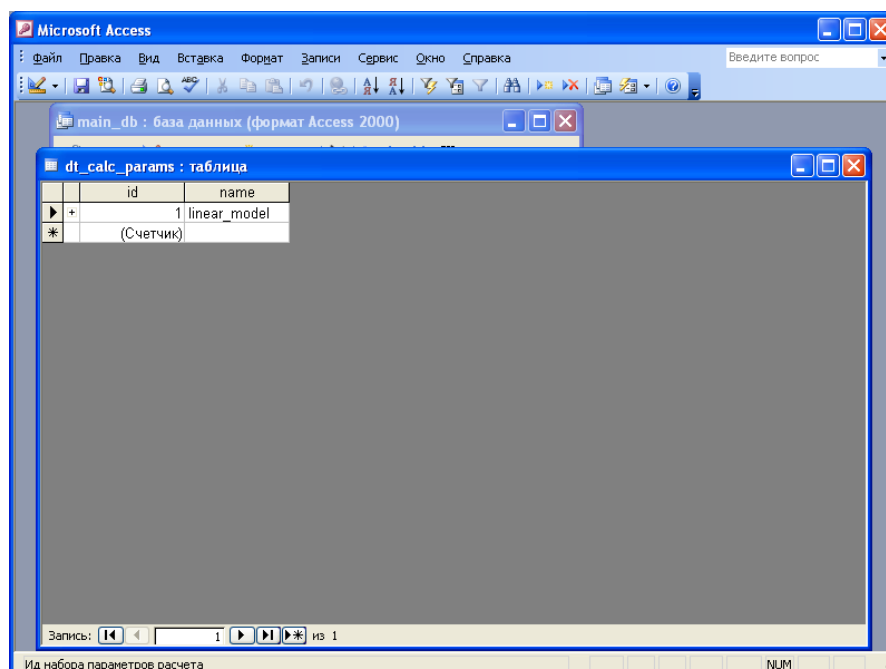 Microsoft Access
Файл Правка Вид Вставка Формат Записи Сервис Окно Справка Введите вопрос
main_db : база данных (формат Access 2000)
dt_calc_params : таблица
id name
+ 1 linear_model
(Счетчик)
Запись: 1 из 1
Ид набора параметров расчета NUM